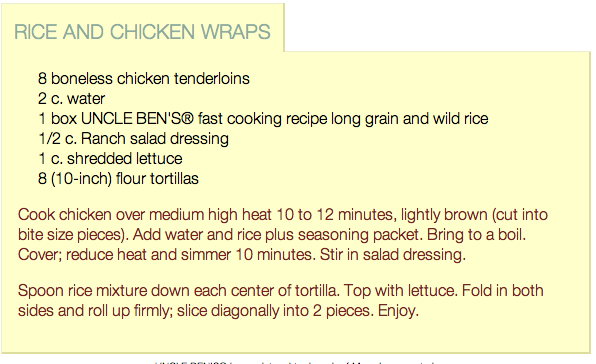 RICE AND CHICKEN WRAPS
8 boneless chicken tenderloins
2 c. water
1 box UNCLE BEN'S® fast cooking recipe long grain and wild rice
1/2 c. Ranch salad dressing
1 c. shredded lettuce
8 (10-inch) flour tortillas
Cook chicken over medium high heat 10 to 12 minutes, lightly brown (cut into
bite size pieces). Add water and rice plus seasoning packet. Bring to a boil.
Cover; reduce heat and simmer 10 minutes. Stir in salad dressing.
Spoon rice mixture down each center of tortilla. Top with lettuce. Fold in both
sides and roll up firmly; slice diagonally into 2 pieces. Enjoy.